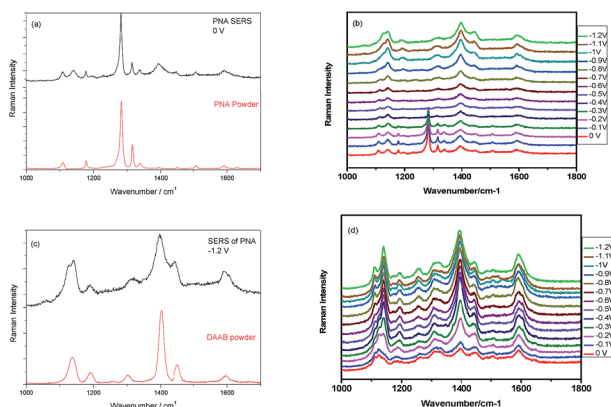 (a)
PNA SERS
0 V
PNA Powder
Raman Intensity
1000 1200 1400 1600
Wavenumber / cm⁻¹
(b)
Raman Intensity
1000 1200 1400 1600 1800
Wavenumber/cm-1
-1.2V
-1.1V
-1V
-0.9V
-0.8V
-0.7V
-0.6V
-0.5V
-0.4V
-0.3V
-0.2V
-0.1V
0 V
(c)
SERS of PNA
-1.2 V
DAAB powder
Raman Intensity
1000 1200 1400 1600
Wavenumber / cm⁻¹
(d)
Raman Intensity
1000 1200 1400 1600 1800
Wavenumber/cm-1
-1.2V
-1.1V
-1V
-0.9V
-0.8V
-0.7V
-0.6V
-0.5V
-0.4V
-0.3V
-0.2V
-0.1V
0 V